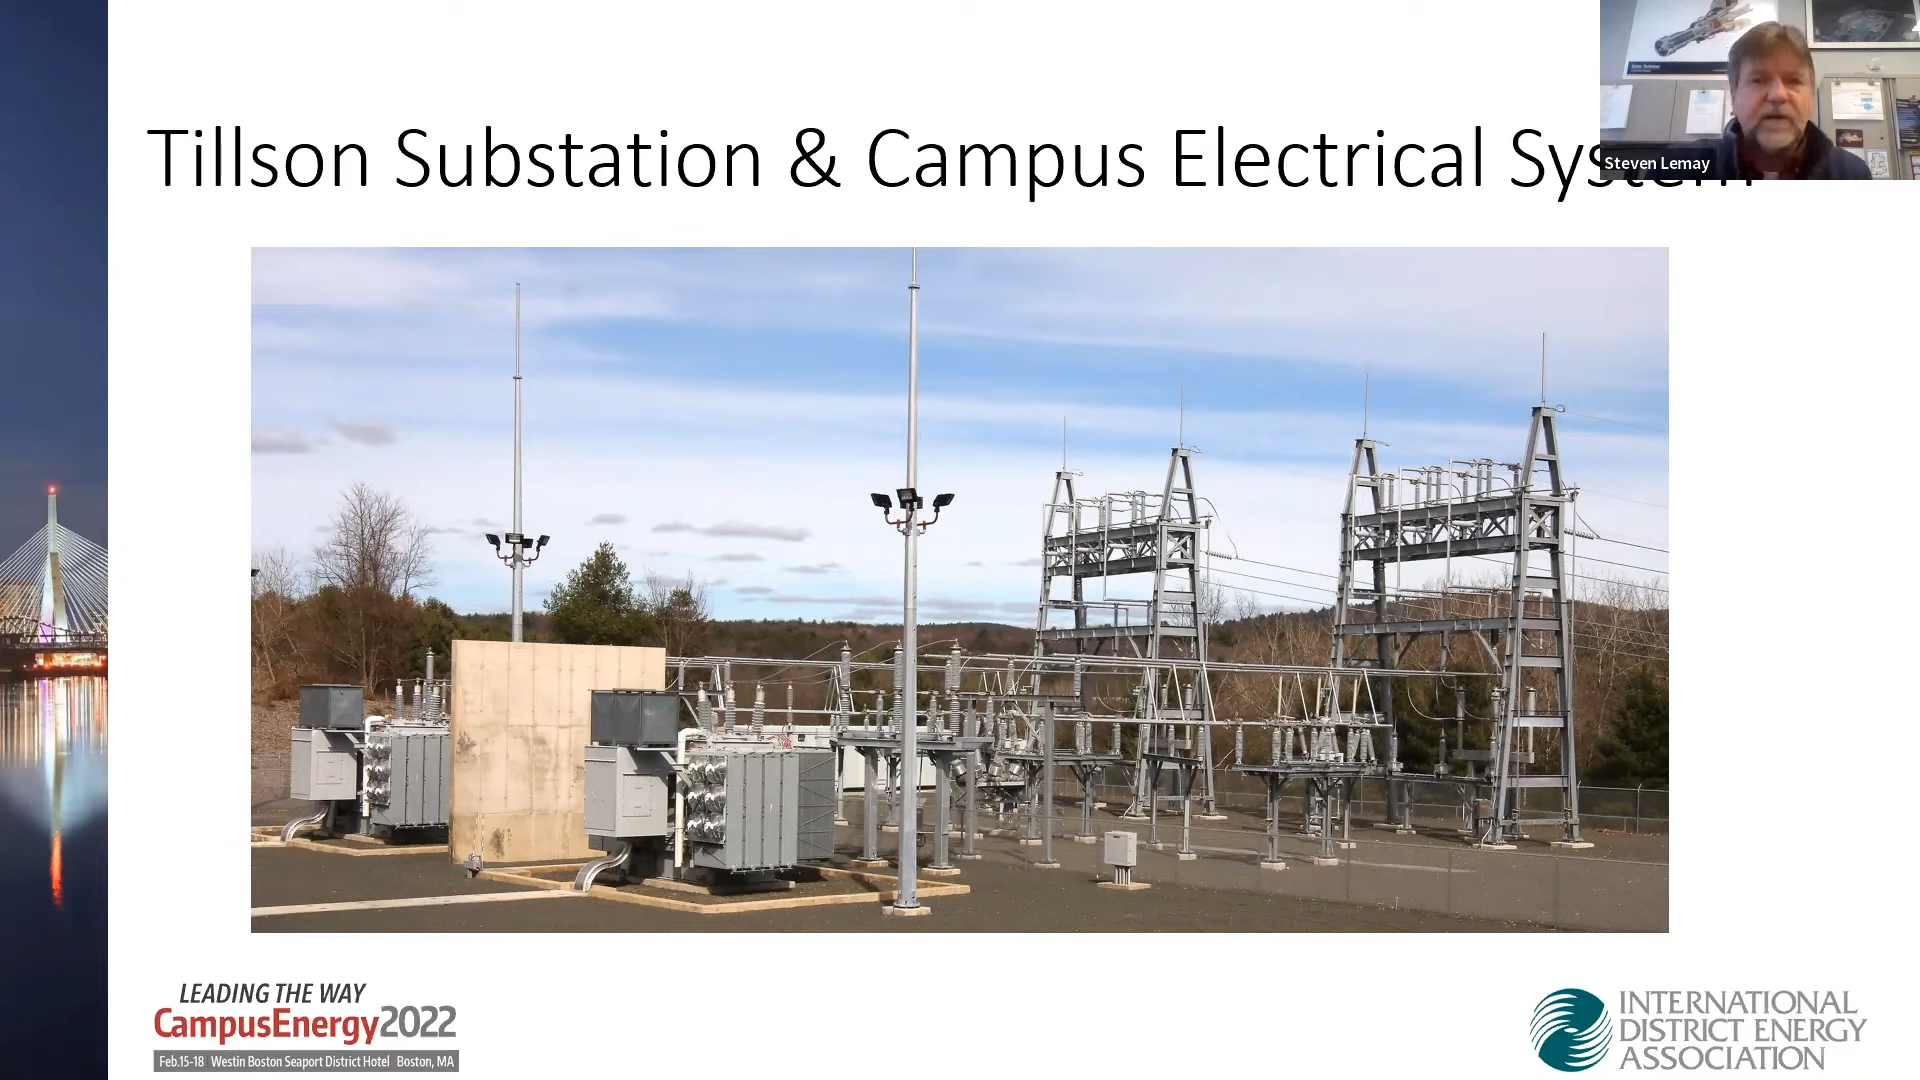 Tillson Substation & Campus Electrical System
Steven Lemay
LEADING THE WAY
CampusEnergy2022
Feb.15-18 Westin Boston Seaport District Hotel Boston, MA
INTERNATIONAL
DISTRICT ENERGY
ASSOCIATION